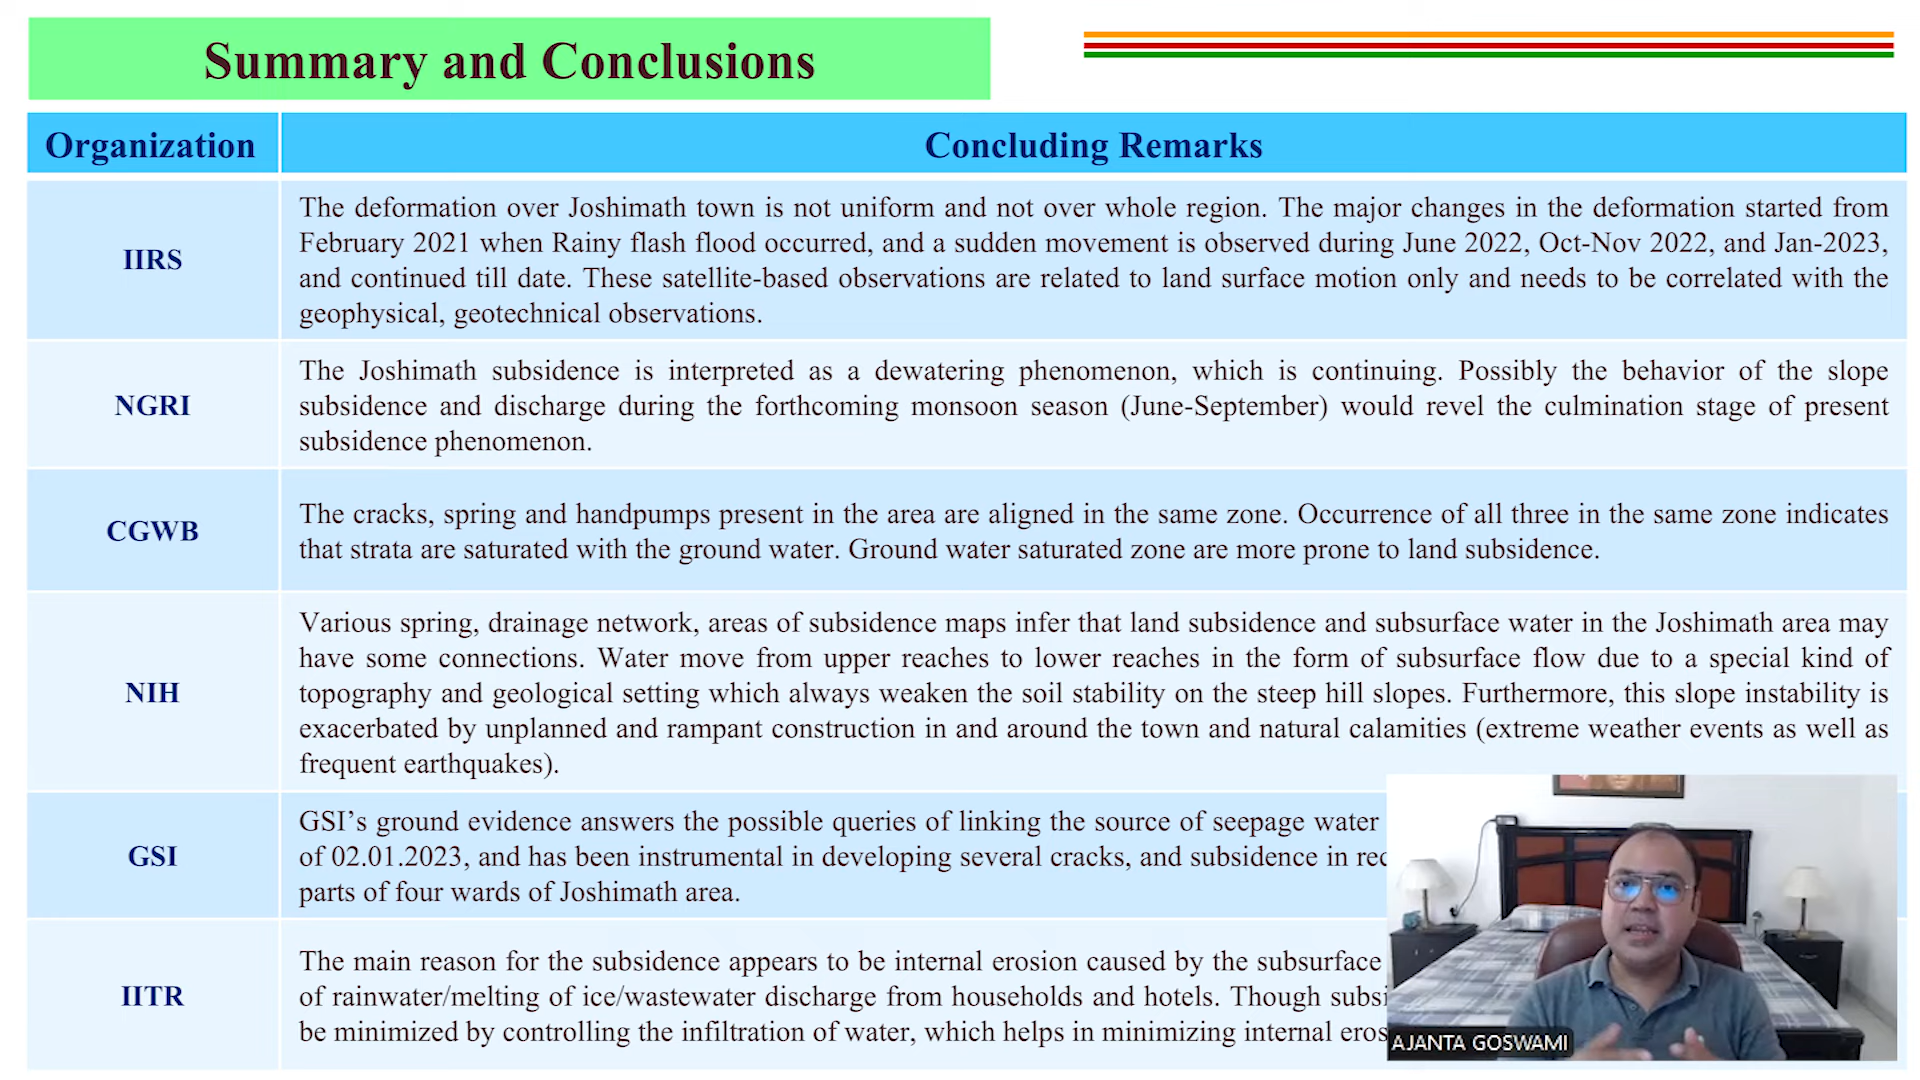 Summary and Conclusions
Organization
Concluding Remarks
IIRS
The deformation over Joshimath town is not uniform and not over whole region. The major changes in the deformation started from
February 2021 when Rainy flash flood occurred, and a sudden movement is observed during June 2022, Oct-Nov 2022, and Jan-2023,
and continued till date. These satellite-based observations are related to land surface motion only and needs to be correlated with the
geophysical, geotechnical observations.
NGRI
The Joshimath subsidence is interpreted as a dewatering phenomenon, which is continuing. Possibly the behavior of the slope
subsidence and discharge during the forthcoming monsoon season (June-September) would revel the culmination stage of present
subsidence phenomenon.
CGWB
The cracks, spring and handpumps present in the area are aligned in the same zone. Occurrence of all three in the same zone indicates
that strata are saturated with the ground water. Ground water saturated zone are more prone to land subsidence.
NIH
Various spring, drainage network, areas of subsidence maps infer that land subsidence and subsurface water in the Joshimath area may
have some connections. Water move from upper reaches to lower reaches in the form of subsurface flow due to a special kind of
topography and geological setting which always weaken the soil stability on the steep hill slopes. Furthermore, this slope instability is
exacerbated by unplanned and rampant construction in and around the town and natural calamities (extreme weather events as well as
frequent earthquakes).
GSI
GSI’s ground evidence answers the possible queries of linking the source of seepage water
of 02.01.2023, and has been instrumental in developing several cracks, and subsidence in
parts of four wards of Joshimath area.
IITR
The main reason for the subsidence appears to be internal erosion caused by the subsurface
of rainwater/melting of ice/wastewater discharge from households and hotels. Though
be minimized by controlling the infiltration of water, which helps in minimizing internal
AJANTA GOSWAMI